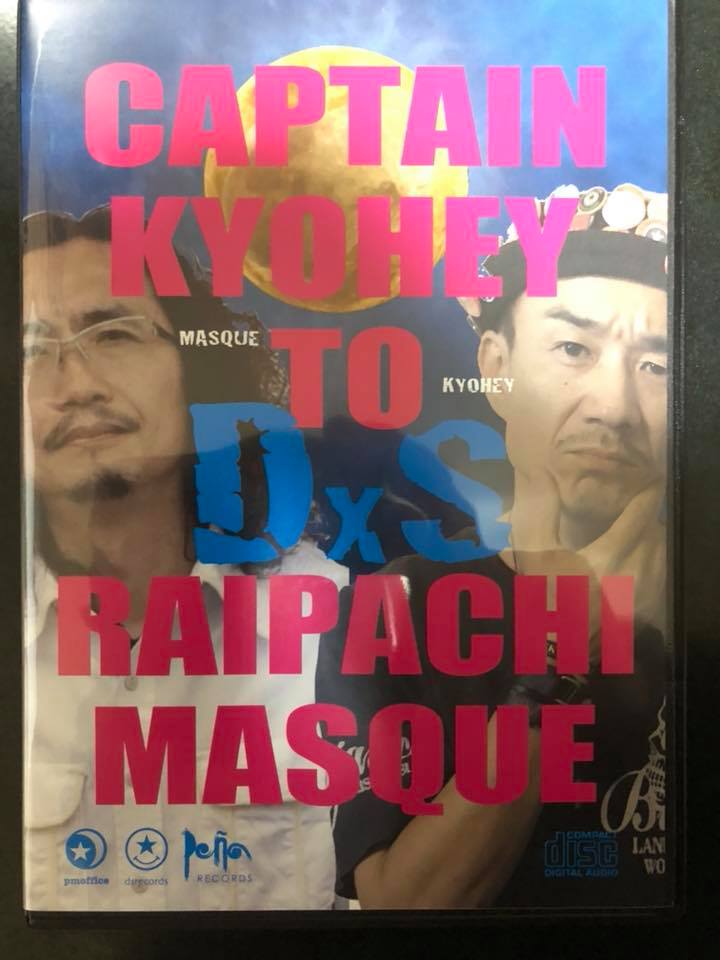 CAPTAIN
KYOHEY
MASQUE
TO
KYOHEY
DxS
RAIPACHI
MASQUE
pmoffice
dsrecords
Peña
RECORDS
COMPACT
disc
DIGITAL AUDIO